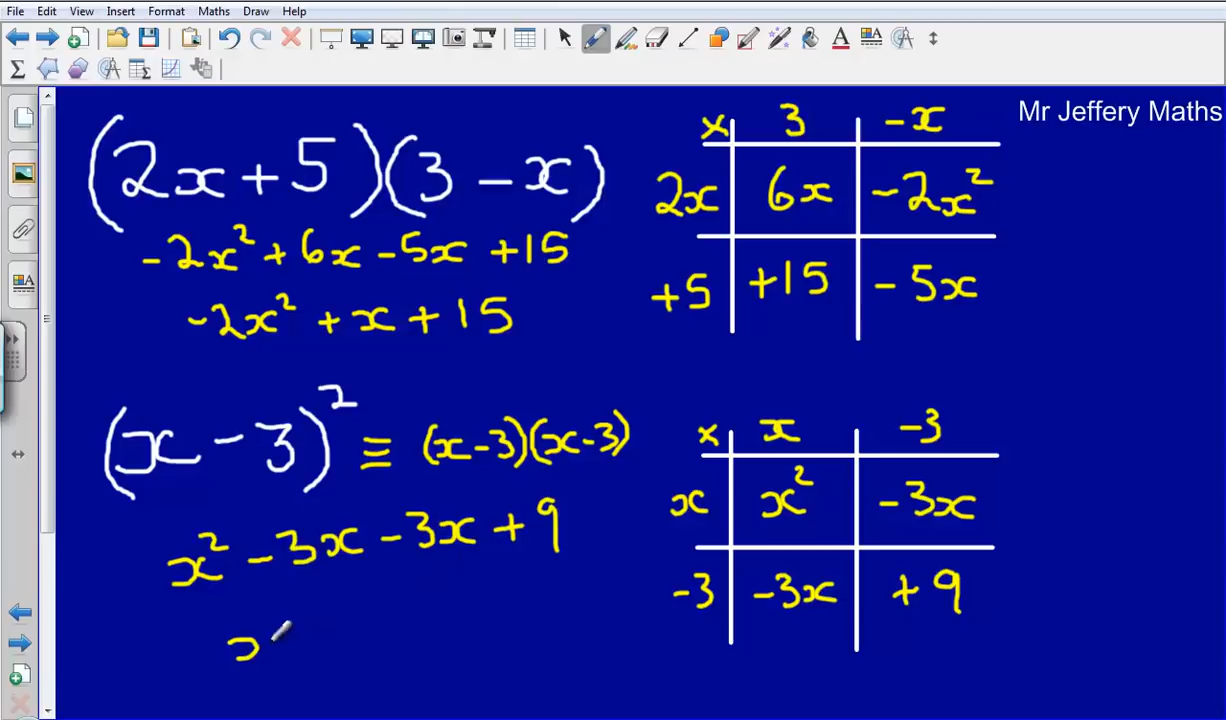 File Edit View Insert Format Maths Draw Help
Mr Jeffery Maths
(2x + 5)(3 - x)
-2x² + 6x - 5x + 15
-2x² + x + 15
x 3 -x
2x 6x -2x²
+5 +15 -5x
(x - 3)² ≡ (x-3)(x-3)
x² - 3x - 3x + 9
x x -3
x x² -3x
-3 -3x +9